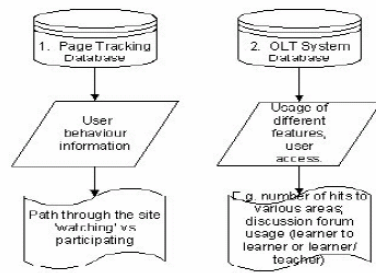 1. Page Tracking
Database
User
behaviour
information
Path through the site
'watching' vs
participating
2. OLT System
Database
Usage of
different
features,
user
access.
E.g. number of hits to
various areas;
discussion forum
usage (learner to
learner or learner/
teacher)